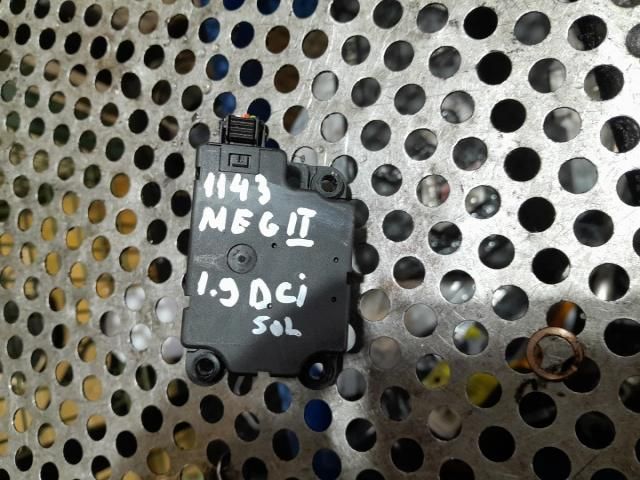 1143
MEG II
1.9 DCi
SOL